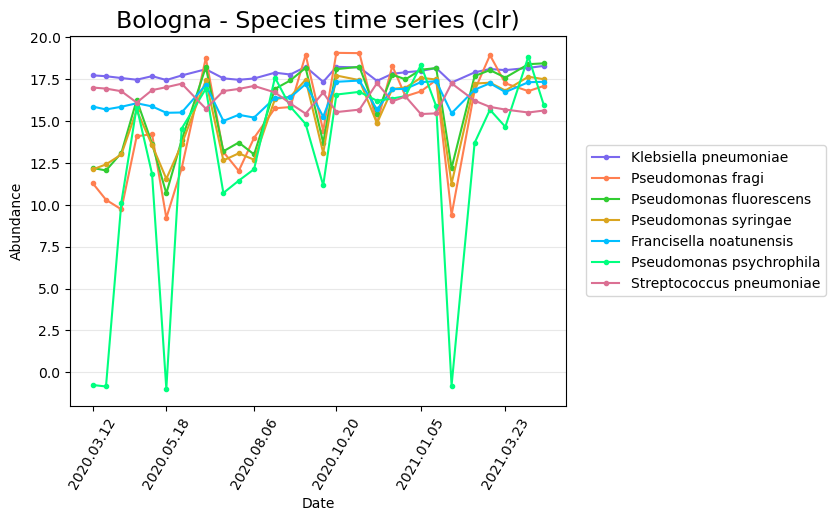 Bologna - Species time series (clr)
20.0
17.5
15.0
12.5
10.0
7.5
5.0
2.5
0.0
Abundance
2020.03.12
2020.05.18
2020.08.06
2020.10.20
2021.01.05
2021.03.23
Date
Klebsiella pneumoniae
Pseudomonas fragi
Pseudomonas fluorescens
Pseudomonas syringae
Francisella noatunensis
Pseudomonas psychrophila
Streptococcus pneumoniae